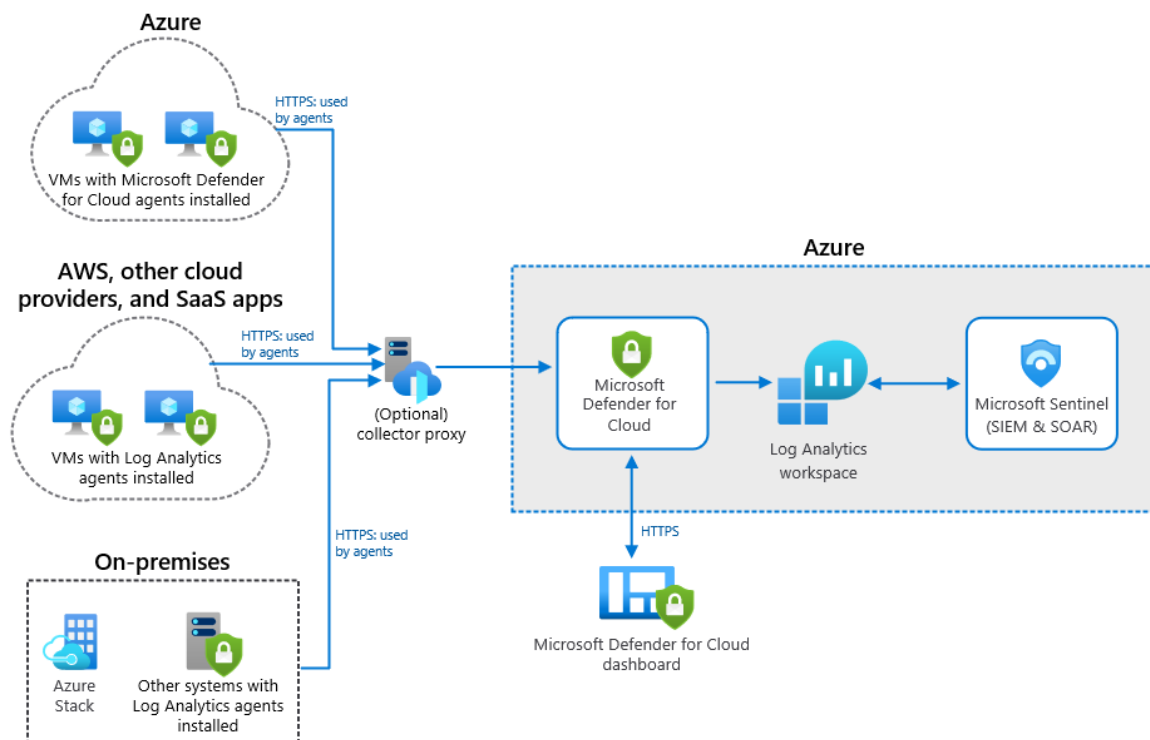 Azure
HTTPS: used
by agents
VMs with Microsoft Defender
for Cloud agents installed
AWS, other cloud
providers, and SaaS apps
HTTPS: used
by agents
VMs with Log Analytics
agents installed
(Optional)
collector proxy
HTTPS: used
by agents
On-premises
Azure
Stack
Other systems with
Log Analytics agents
installed
Azure
Microsoft
Defender for
Cloud
Log Analytics
workspace
Microsoft Sentinel
(SIEM & SOAR)
HTTPS
Microsoft Defender for Cloud
dashboard